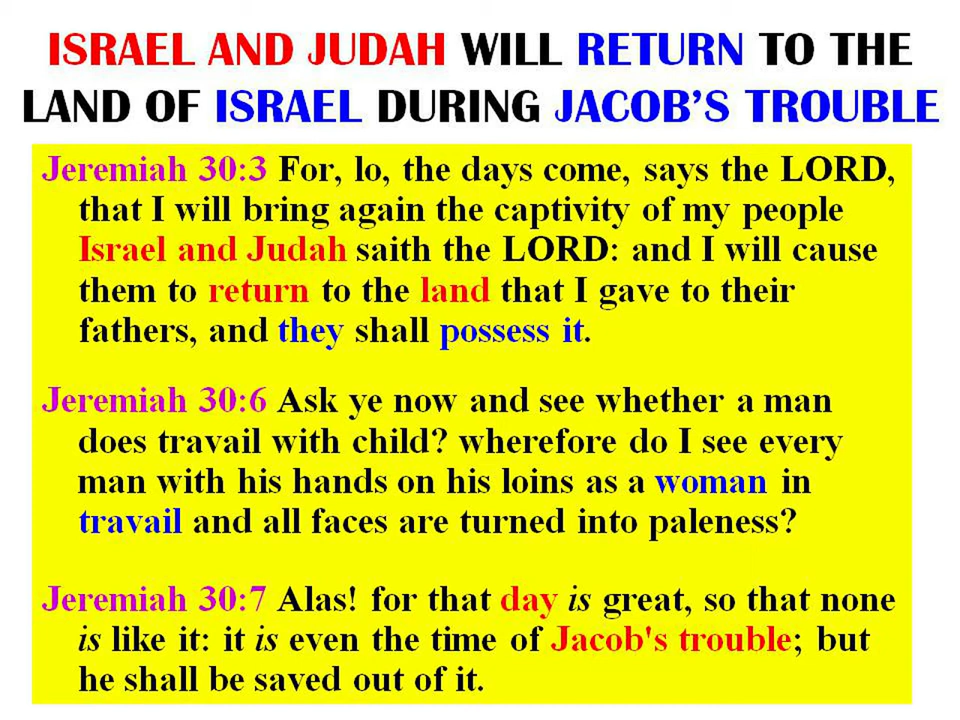 ISRAEL AND JUDAH WILL RETURN TO THE
LAND OF ISRAEL DURING JACOB’S TROUBLE
Jeremiah 30:3 For, lo, the days come, says the LORD,
that I will bring again the captivity of my people
Israel and Judah saith the LORD: and I will cause
them to return to the land that I gave to their
fathers, and they shall possess it.
Jeremiah 30:6 Ask ye now and see whether a man
does travail with child? wherefore do I see every
man with his hands on his loins as a woman in
travail and all faces are turned into paleness?
Jeremiah 30:7 Alas! for that day is great, so that none
is like it: it is even the time of Jacob's trouble; but
he shall be saved out of it.